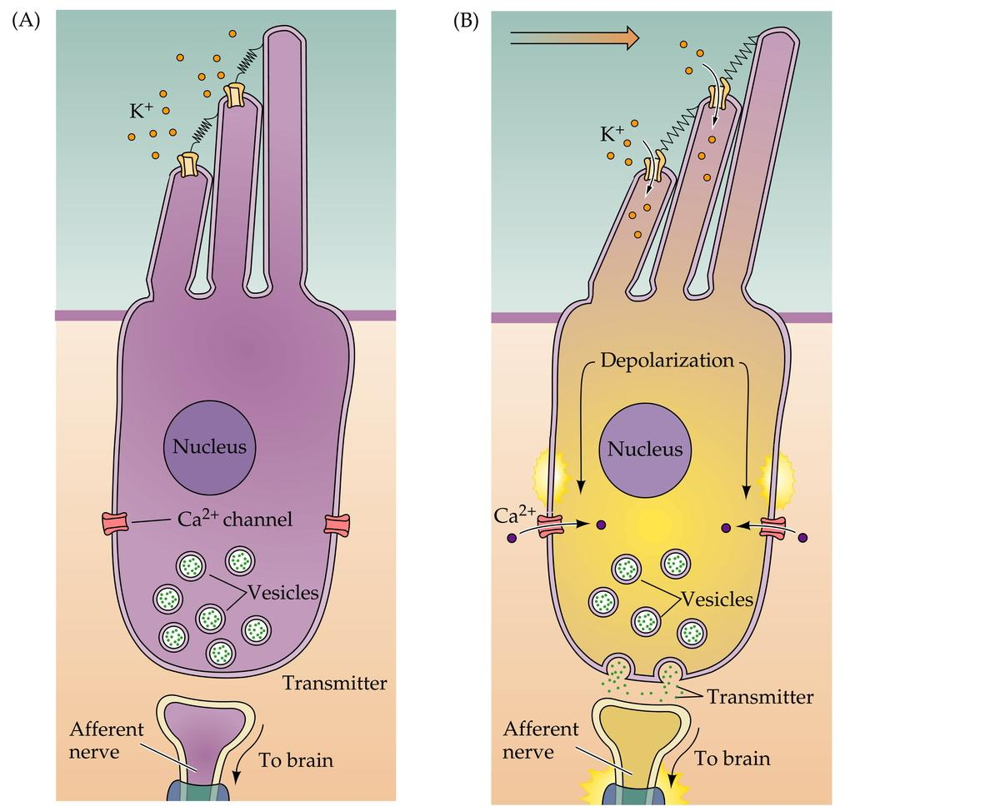 (A)
K⁺
Nucleus
Ca²⁺ channel
Vesicles
Transmitter
Afferent
nerve
To brain
(B)
K⁺
Depolarization
Nucleus
Ca²⁺
Vesicles
Transmitter
Afferent
nerve
To brain